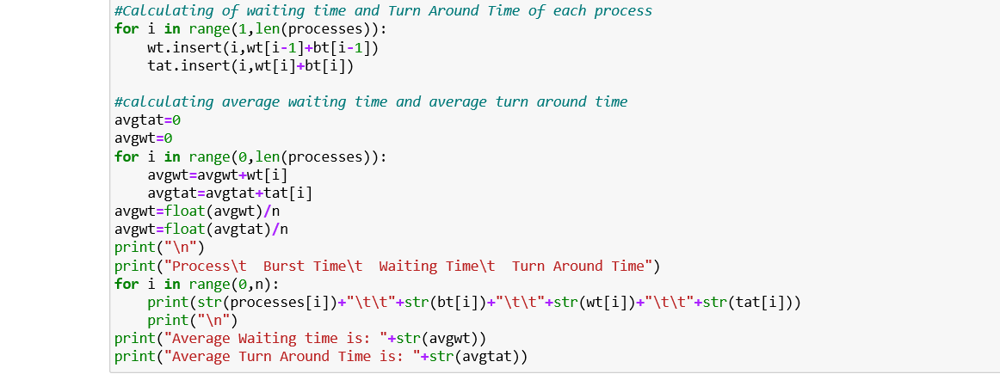 #Calculating of waiting time and Turn Around Time of each process
for i in range(1,len(processes)):
    wt.insert(i,wt[i-1]+bt[i-1])
    tat.insert(i,wt[i]+bt[i])

#calculating average waiting time and average turn around time
avgtat=0
avgwt=0
for i in range(0,len(processes)):
    avgwt=avgwt+wt[i]
    avgtat=avgtat+tat[i]
avgwt=float(avgwt)/n
avgwt=float(avgtat)/n
print("\n")
print("Process\t  Burst Time\t  Waiting Time\t  Turn Around Time")
for i in range(0,n):
    print(str(processes[i])+"\t\t"+str(bt[i])+"\t\t"+str(wt[i])+"\t\t"+str(tat[i]))
    print("\n")
print("Average Waiting time is: "+str(avgwt))
print("Average Turn Around Time is: "+str(avgtat))